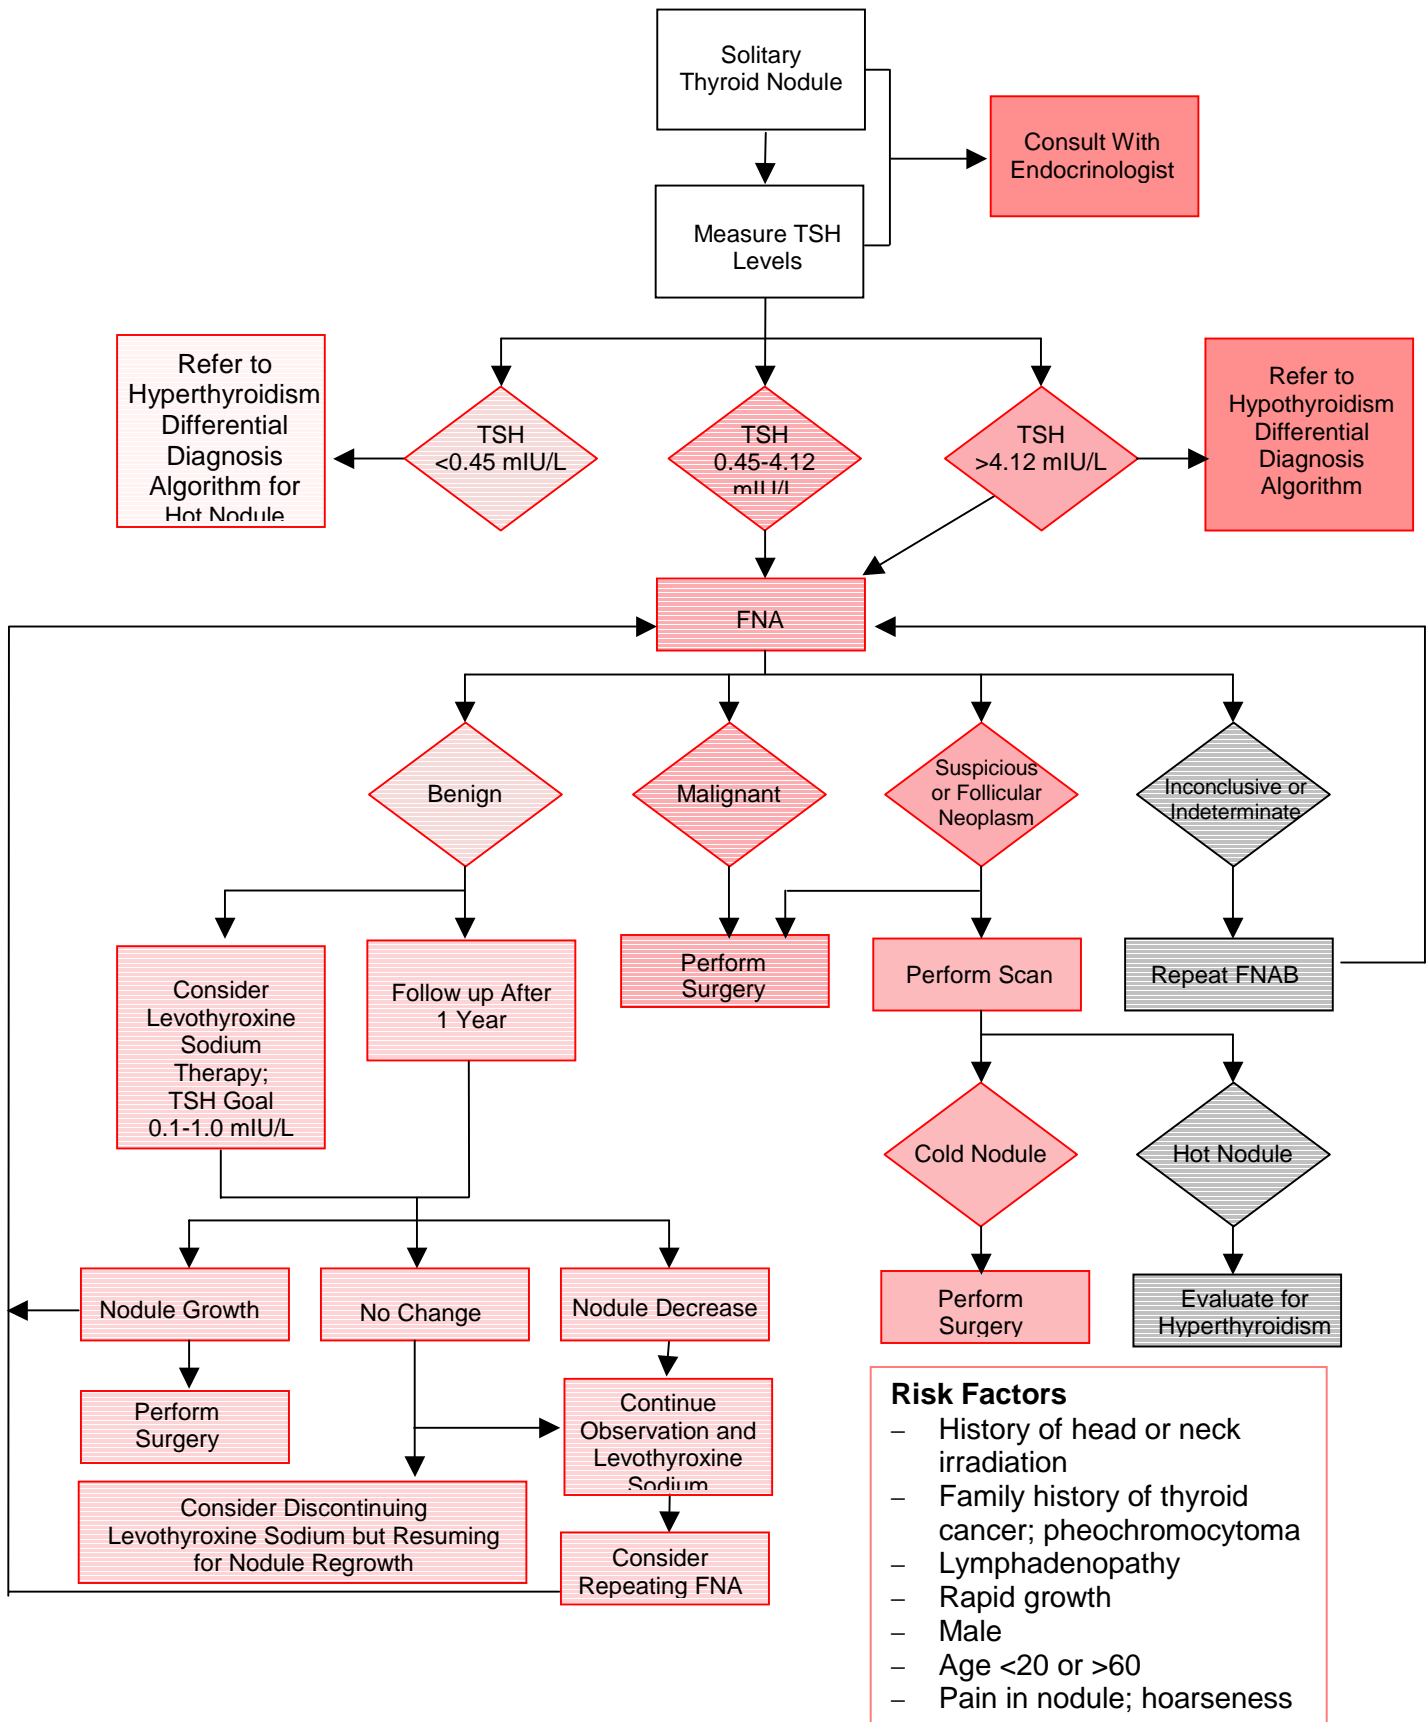 Solitary
Thyroid Nodule
Consult With
Endocrinologist
Measure TSH
Levels
Refer to
Hyperthyroidism
Differential
Diagnosis
Algorithm for
Hot Nodule
TSH
<0.45 mIU/L
TSH
0.45-4.12
mIU/L
TSH
>4.12 mIU/L
Refer to
Hypothyroidism
Differential
Diagnosis
Algorithm
FNA
Benign
Malignant
Suspicious
or Follicular
Neoplasm
Inconclusive or
Indeterminate
Consider
Levothyroxine
Sodium
Therapy;
TSH Goal
0.1-1.0 mIU/L
Follow up After
1 Year
Perform
Surgery
Perform Scan
Repeat FNAB
Cold Nodule
Hot Nodule
Nodule Growth
No Change
Nodule Decrease
Perform
Surgery
Evaluate for
Hyperthyroidism
Perform
Surgery
Continue
Observation and
Levothyroxine
Sodium
Consider Discontinuing
Levothyroxine Sodium but Resuming
for Nodule Regrowth
Consider
Repeating FNA
Risk Factors
– History of head or neck
irradiation
– Family history of thyroid
cancer; pheochromocytoma
– Lymphadenopathy
– Rapid growth
– Male
– Age <20 or >60
– Pain in nodule; hoarseness